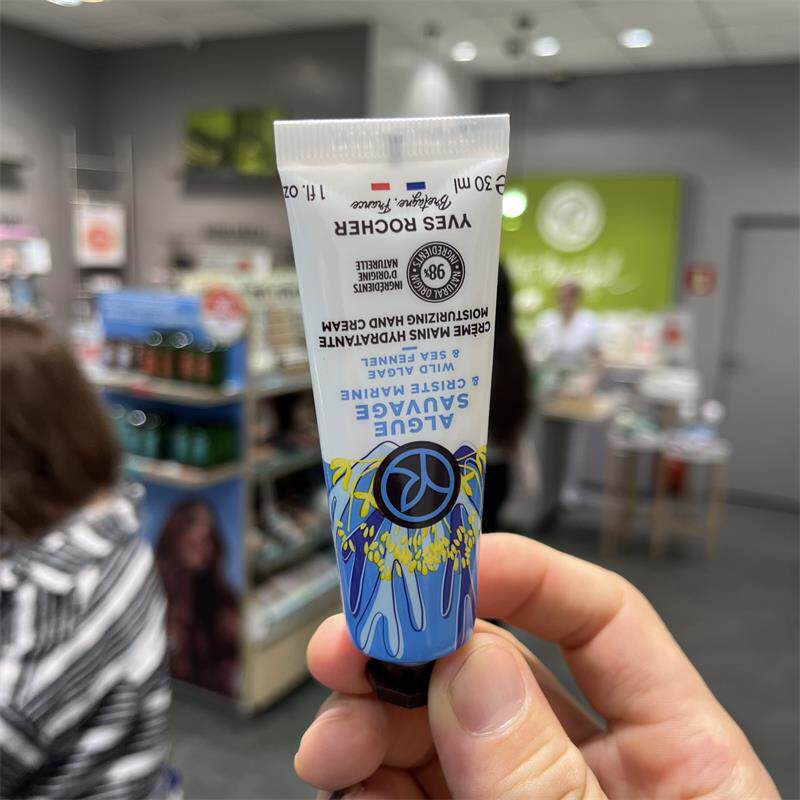 ALGUE
SAUVAGE
& CRISTE MARINE
WILD ALGAE
& SEA FENNEL
CRÈME MAINS HYDRATANTE
MOISTURIZING HAND CREAM
98%
NATURAL ORIGIN INGREDIENTS
INGRÉDIENTS
D'ORIGINE
NATURELLE
YVES ROCHER
Bretagne, France
e 30 ml
1 fl. oz